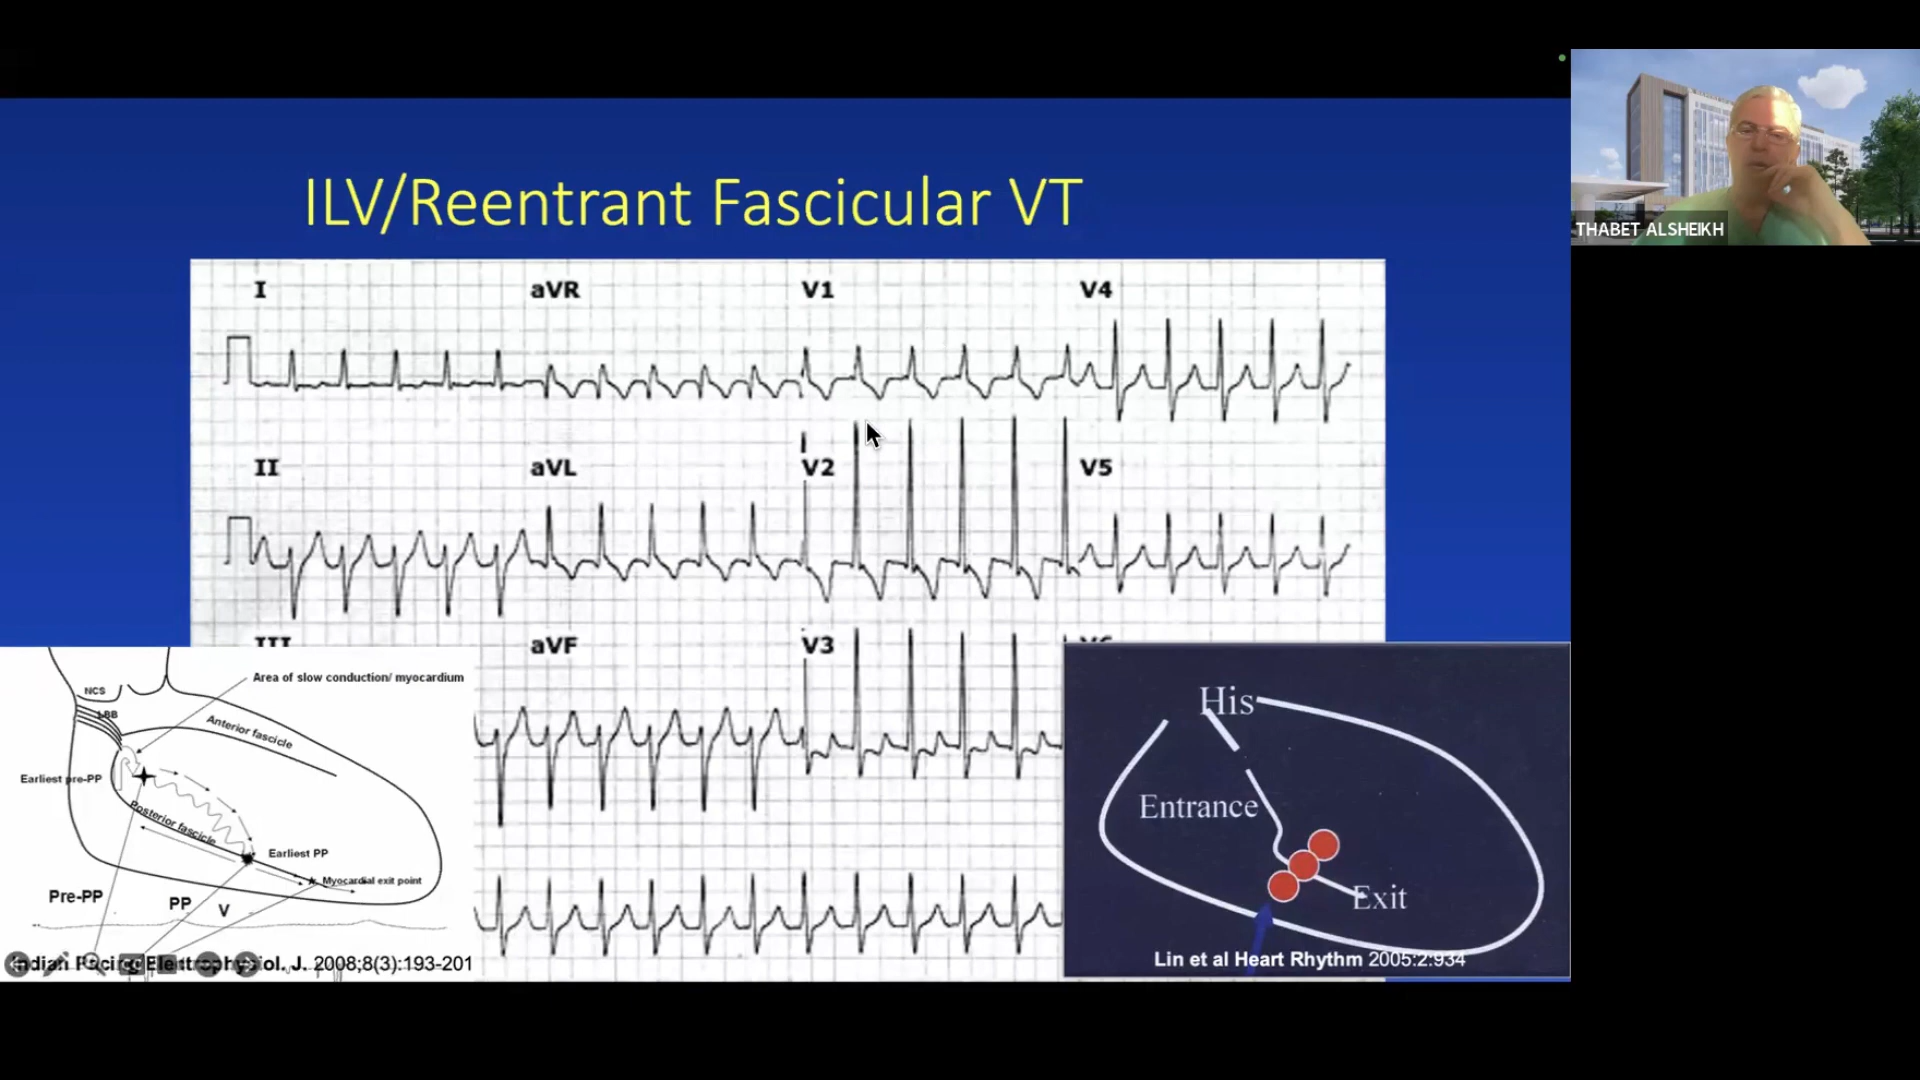 THABET ALSHEIKH
ILV/Reentrant Fascicular VT
I aVR V1 V4
II aVL V2 V5
III aVF V3 V6
Area of slow conduction/ myocardium
NCS
LBB
Anterior fascicle
Earliest pre-PP
Posterior fascicle
Earliest PP
Myocardial exit point
Pre-PP PP V
Indian Pacing Electrophysiol. J. 2008;8(3):193-201
His
Entrance
Exit
Lin et al Heart Rhythm 2005:2:934